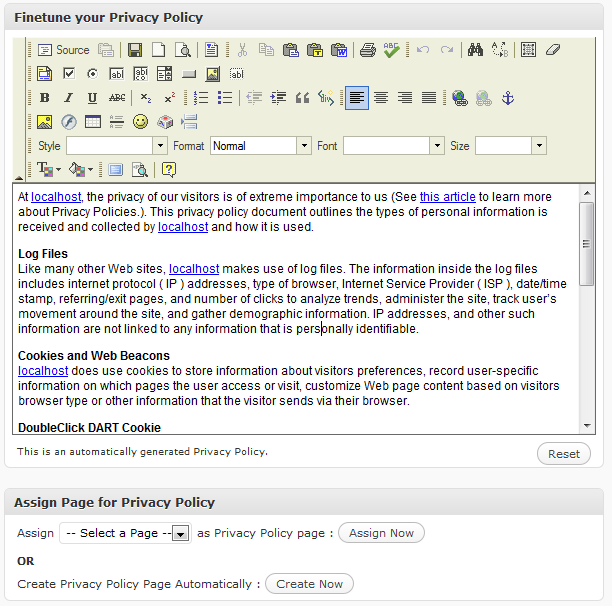 Finetune your Privacy Policy
Source
B I U ABC X2 X2
Style Format Normal Font Size
At localhost, the privacy of our visitors is of extreme importance to us (See this article to learn more
about Privacy Policies.). This privacy policy document outlines the types of personal information is
received and collected by localhost and how it is used.
Log Files
Like many other Web sites, localhost makes use of log files. The information inside the log files
includes internet protocol ( IP ) addresses, type of browser, Internet Service Provider ( ISP ), date/time
stamp, referring/exit pages, and number of clicks to analyze trends, administer the site, track user's
movement around the site, and gather demographic information. IP addresses, and other such
information are not linked to any information that is personally identifiable.
Cookies and Web Beacons
localhost does use cookies to store information about visitors preferences, record user-specific
information on which pages the user access or visit, customize Web page content based on visitors
browser type or other information that the visitor sends via their browser.
DoubleClick DART Cookie
This is an automatically generated Privacy Policy.
Reset
Assign Page for Privacy Policy
Assign -- Select a Page -- as Privacy Policy page : Assign Now
OR
Create Privacy Policy Page Automatically : Create Now